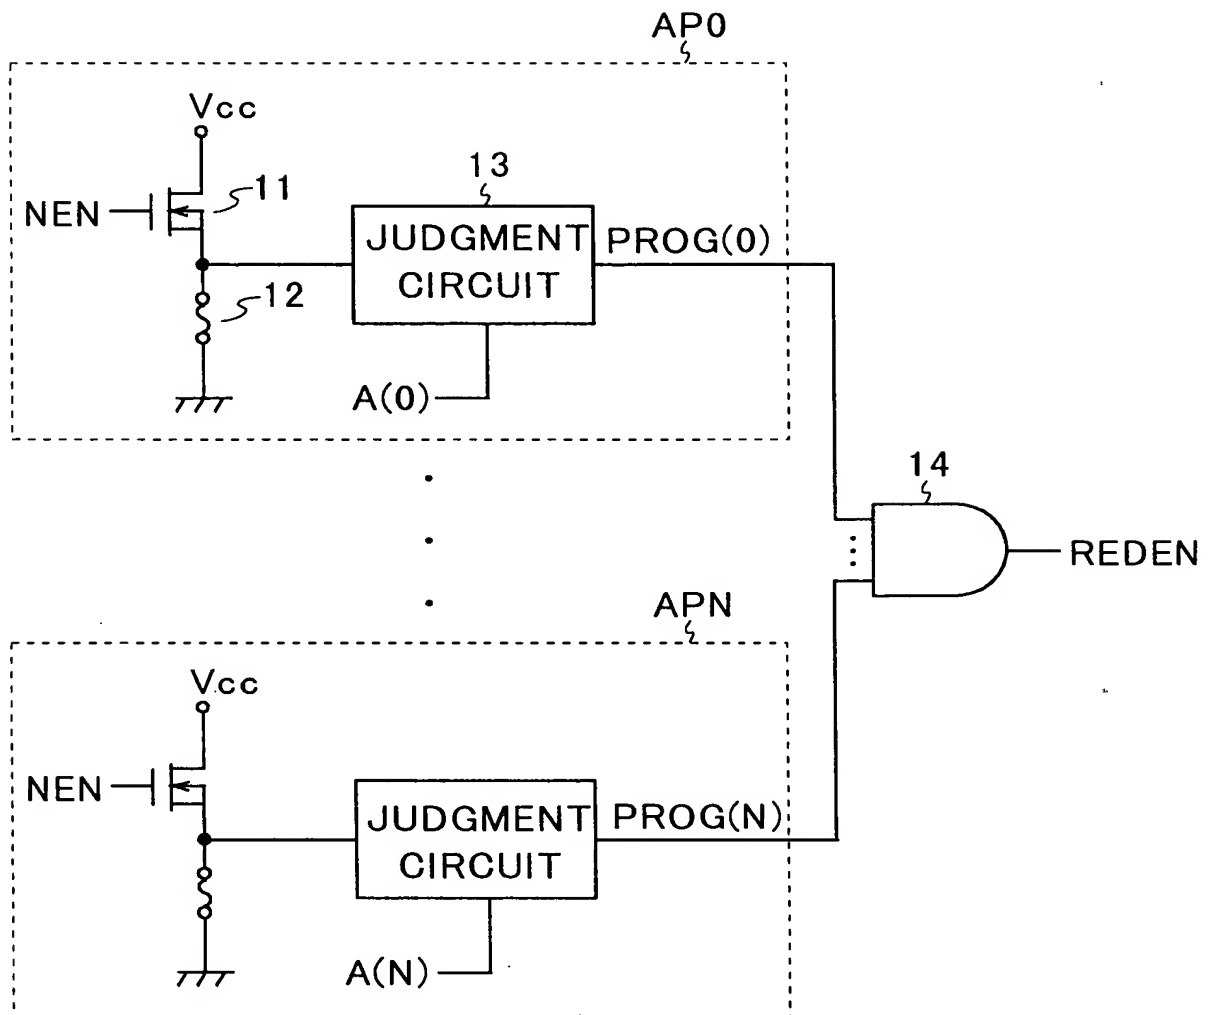 AP0
Vcc
NEN
11
13
JUDGMENT
CIRCUIT
PROG(0)
12
A(0)
14
REDEN
APN
Vcc
NEN
JUDGMENT
CIRCUIT
PROG(N)
A(N)